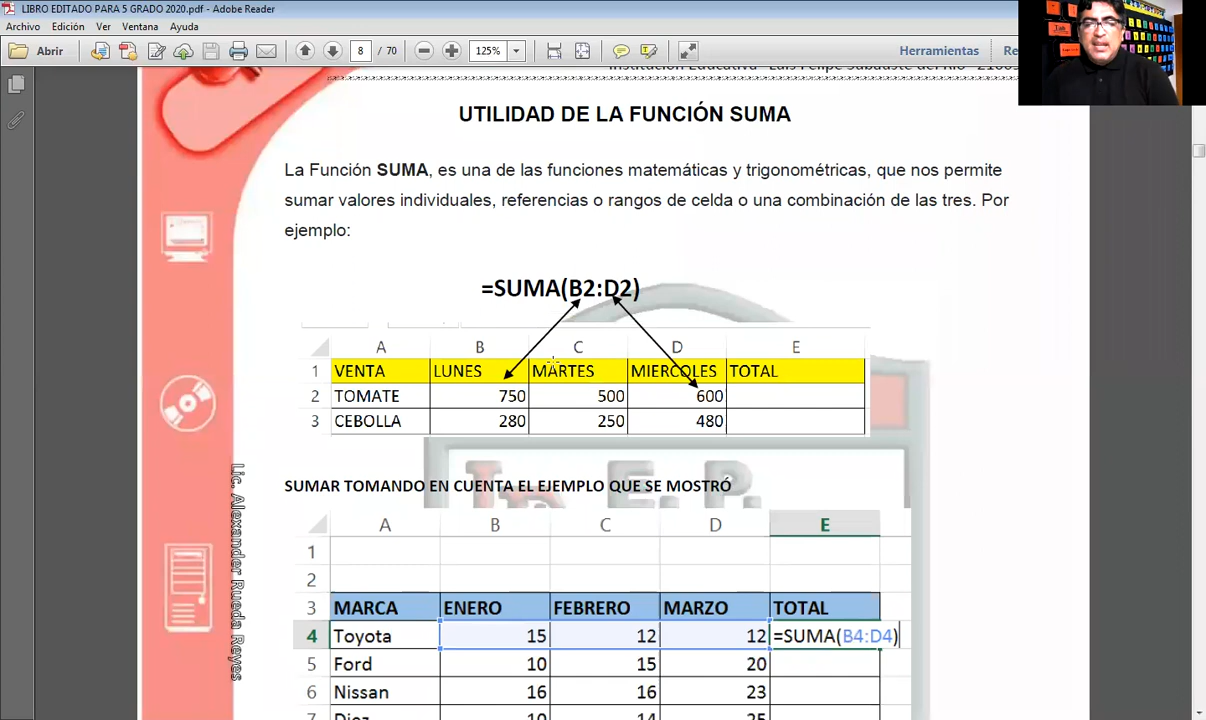 LIBRO EDITADO PARA 5 GRADO 2020.pdf - Adobe Reader
Archivo Edición Ver Ventana Ayuda
Abrir 8 / 70 125% Herramientas
UTILIDAD DE LA FUNCIÓN SUMA
La Función SUMA, es una de las funciones matemáticas y trigonométricas, que nos permite
sumar valores individuales, referencias o rangos de celda o una combinación de las tres. Por
ejemplo:
=SUMA(B2:D2)
A B C D E
1 VENTA LUNES MARTES MIERCOLES TOTAL
2 TOMATE 750 500 600
3 CEBOLLA 280 250 480
E. P.
SUMAR TOMANDO EN CUENTA EL EJEMPLO QUE SE MOSTRÓ
A B C D E
1
2
3 MARCA ENERO FEBRERO MARZO TOTAL
4 Toyota 15 12 12 =SUMA(B4:D4)
5 Ford 10 15 20
6 Nissan 16 16 23
Lic. Alexander Rueda Reyes